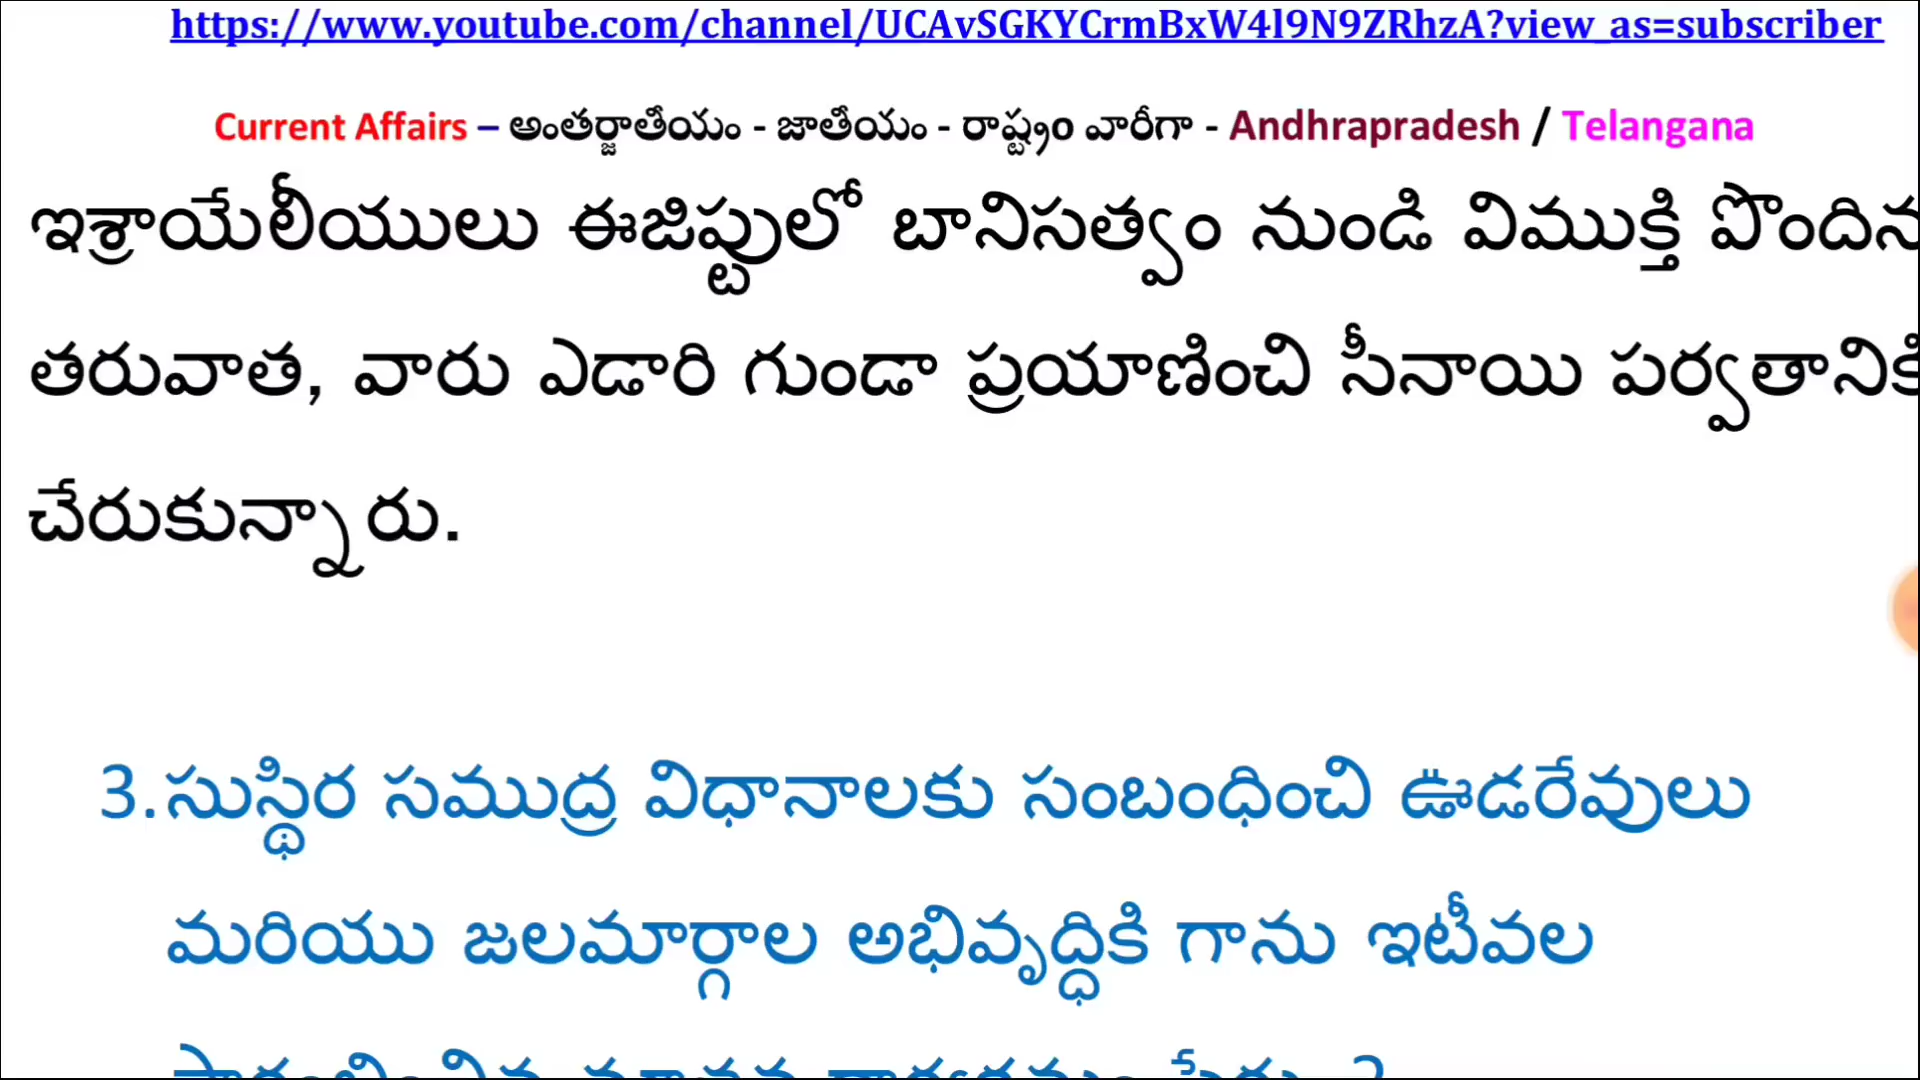 https://www.youtube.com/channel/UCAvSGKYCrmBxW4l9N9ZRhzA?view_as=subscriber
Current Affairs – అంతర్జాతీయం - జాతీయం - రాష్ట్రం వారీగా - Andhrapradesh / Telangana
ఇశ్రాయేలీయులు ఈజిప్టులో బానిసత్వం నుండి విముక్తి పొందిన
తరువాత, వారు ఎడారి గుండా ప్రయాణించి సీనాయి పర్వతానికి
చేరుకున్నారు.
3. సుస్థిర సముద్ర విధానాలకు సంబంధించి ఊడరేవులు
మరియు జలమార్గాల అభివృద్ధికి గాను ఇటీవల